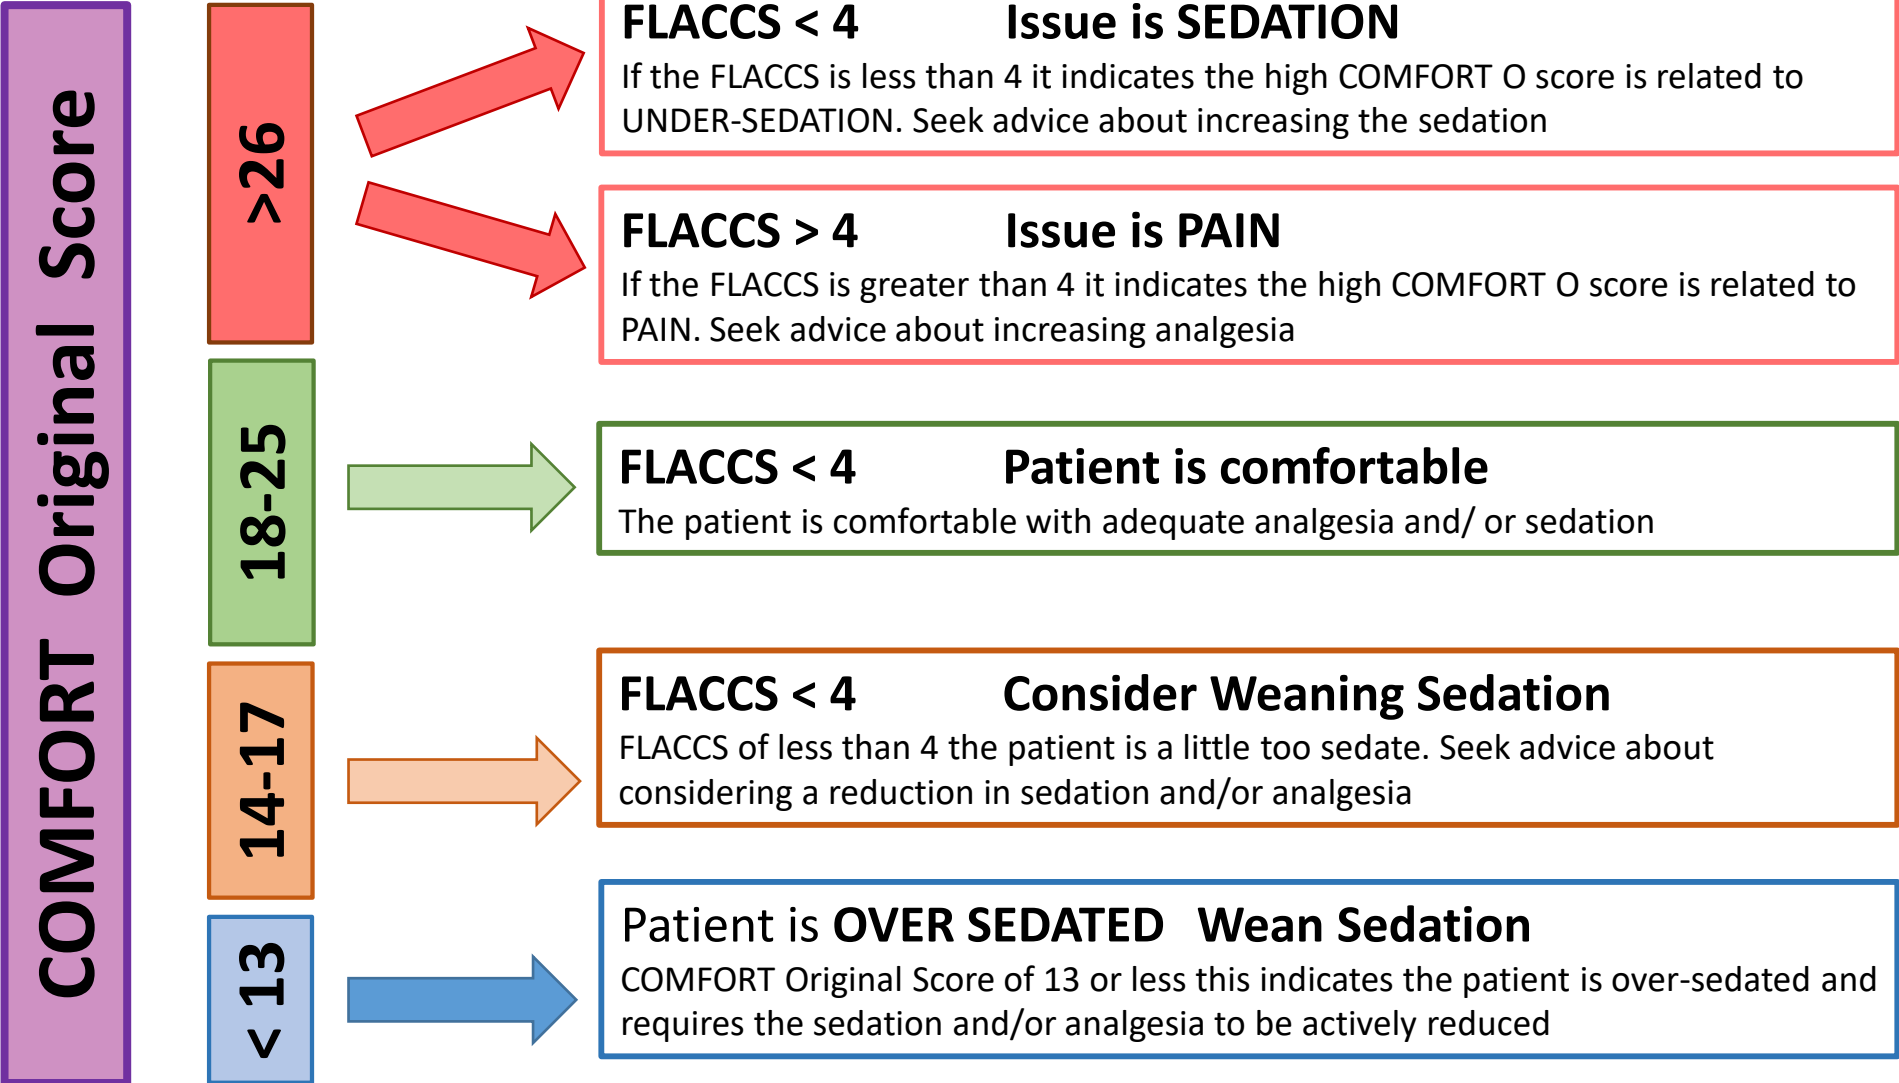 COMFORT Original Score
>26
FLACCS < 4 Issue is SEDATION
If the FLACCS is less than 4 it indicates the high COMFORT O score is related to
UNDER-SEDATION. Seek advice about increasing the sedation
FLACCS > 4 Issue is PAIN
If the FLACCS is greater than 4 it indicates the high COMFORT O score is related to
PAIN. Seek advice about increasing analgesia
18-25
FLACCS < 4 Patient is comfortable
The patient is comfortable with adequate analgesia and/ or sedation
14-17
FLACCS < 4 Consider Weaning Sedation
FLACCS of less than 4 the patient is a little too sedate. Seek advice about
considering a reduction in sedation and/or analgesia
< 13
Patient is OVER SEDATED Wean Sedation
COMFORT Original Score of 13 or less this indicates the patient is over-sedated and
requires the sedation and/or analgesia to be actively reduced